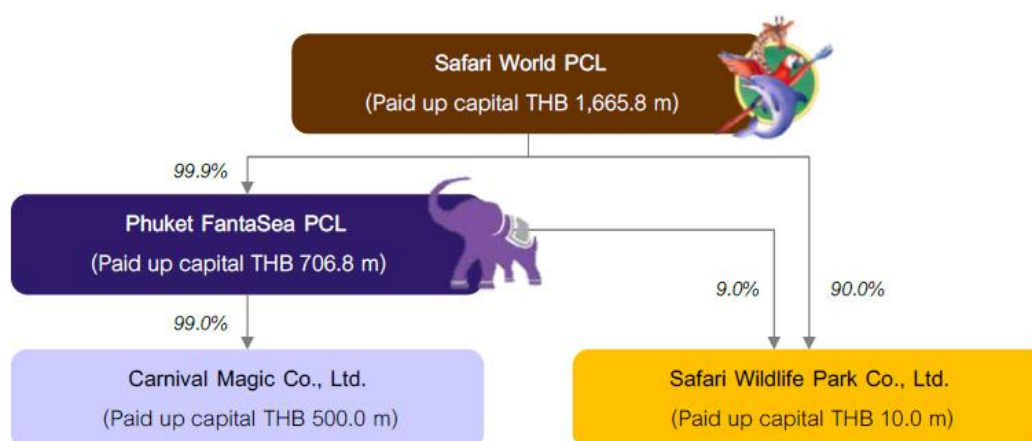 Safari World PCL
(Paid up capital THB 1,665.8 m)
99.9%
Phuket FantaSea PCL
(Paid up capital THB 706.8 m)
9.0%
90.0%
99.0%
Carnival Magic Co., Ltd.
(Paid up capital THB 500.0 m)
Safari Wildlife Park Co., Ltd.
(Paid up capital THB 10.0 m)